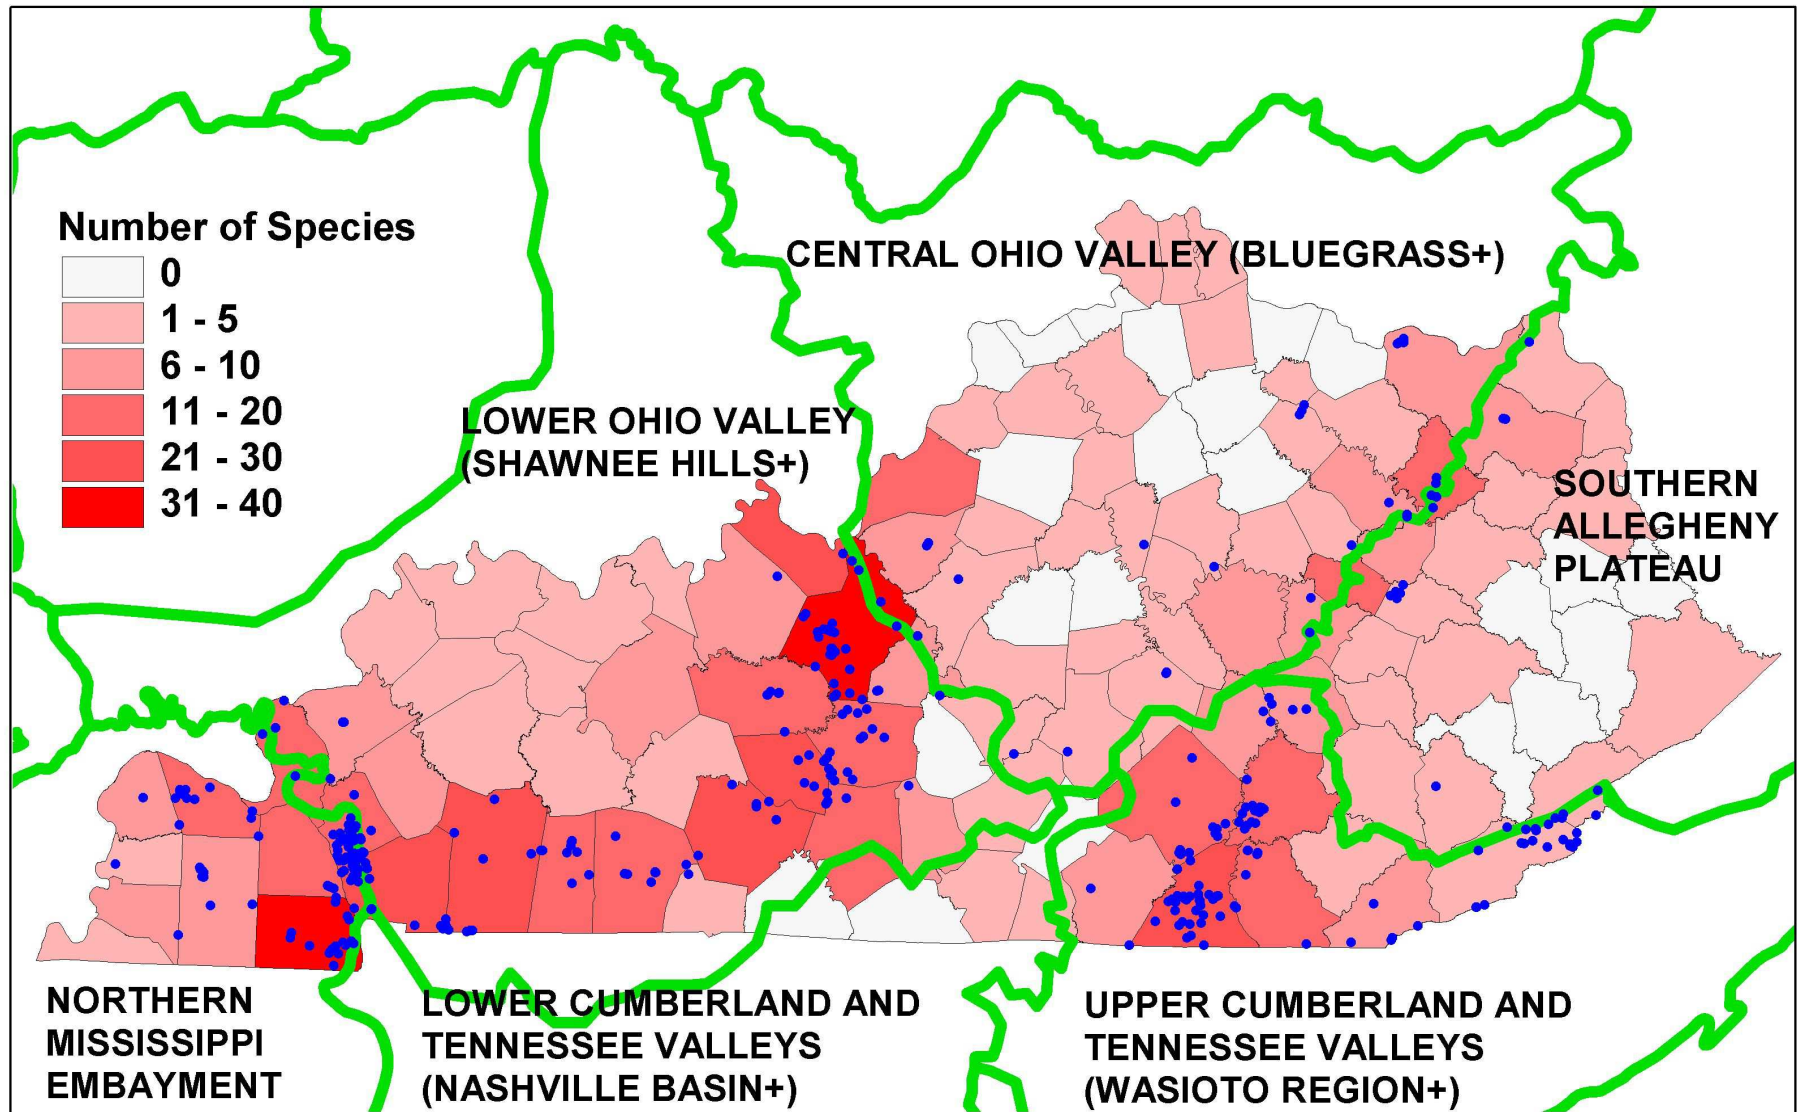 CENTRAL OHIO VALLEY (BLUEGRASS+)
Number of Species
0
1 - 5
6 - 10
11 - 20
21 - 30
31 - 40
LOWER OHIO VALLEY
(SHAWNEE HILLS+)
SOUTHERN
ALLEGHENY
PLATEAU
NORTHERN
MISSISSIPPI
EMBAYMENT
LOWER CUMBERLAND AND
TENNESSEE VALLEYS
(NASHVILLE BASIN+)
UPPER CUMBERLAND AND
TENNESSEE VALLEYS
(WASIOTO REGION+)